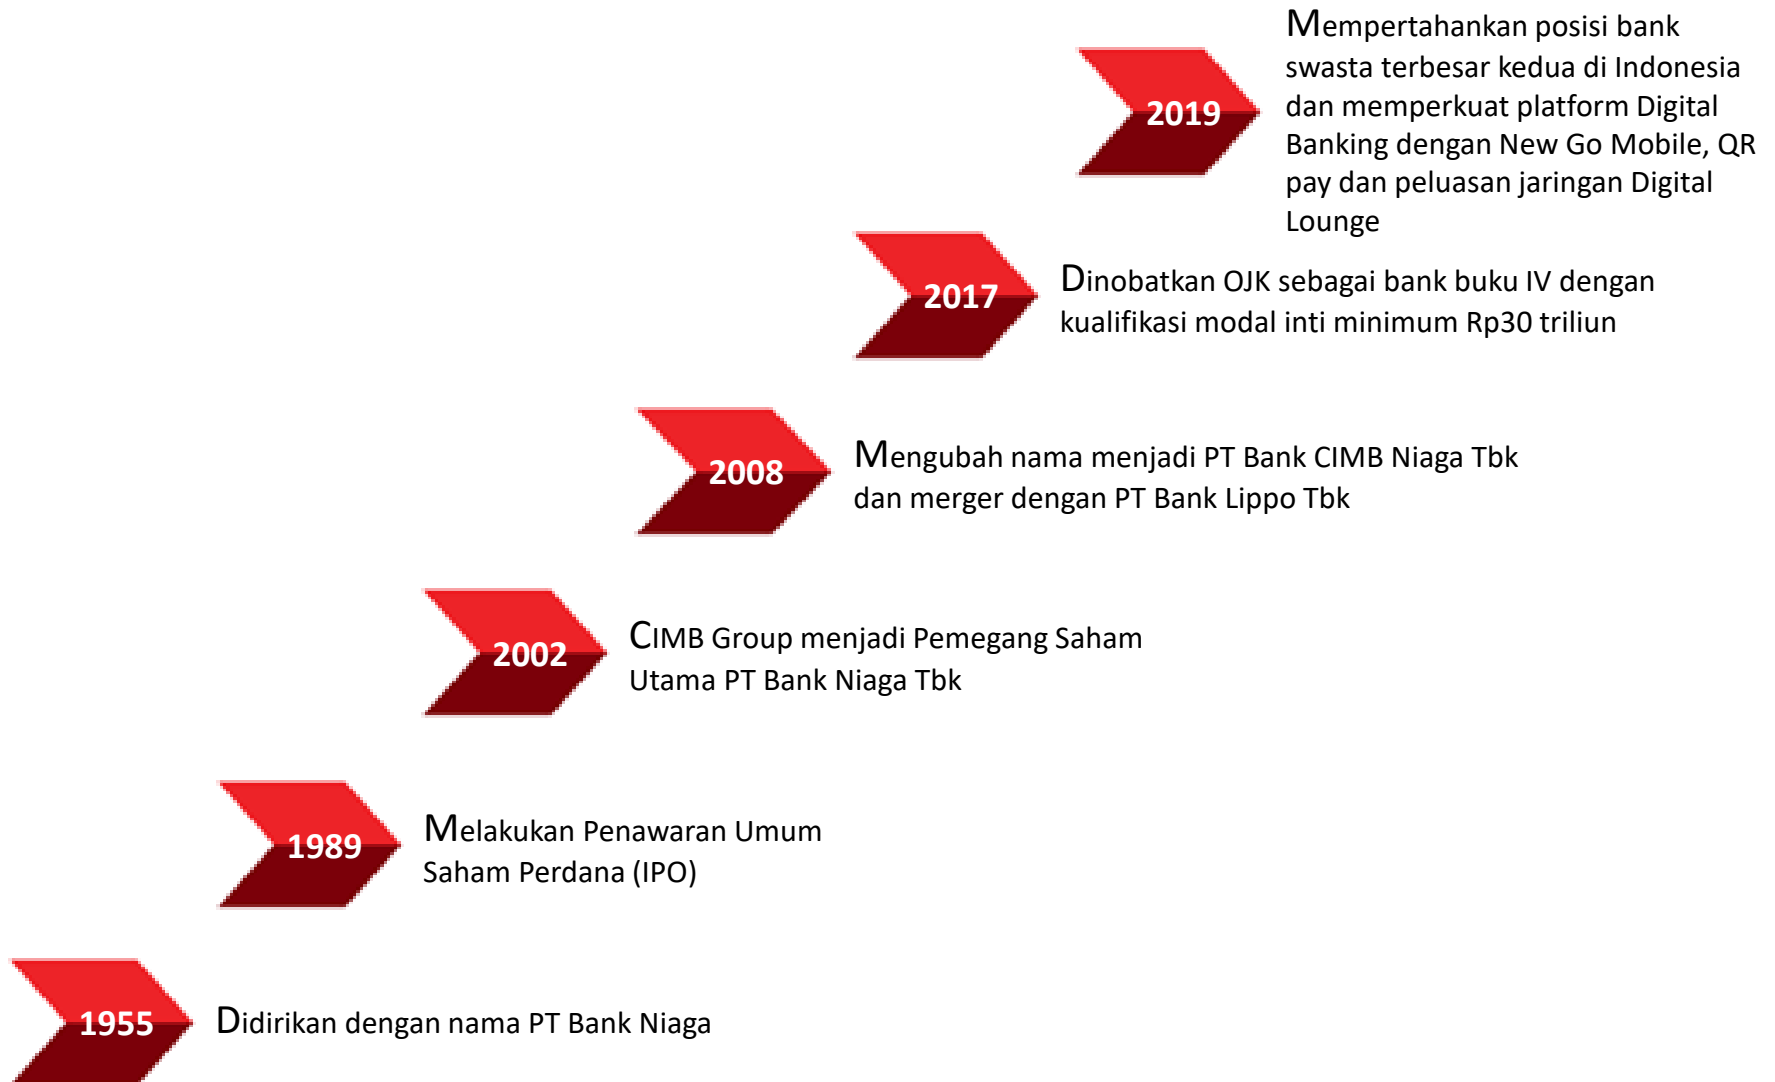 2019
Mempertahankan posisi bank
swasta terbesar kedua di Indonesia
dan memperkuat platform Digital
Banking dengan New Go Mobile, QR
pay dan peluasan jaringan Digital
Lounge
2017
Dinobatkan OJK sebagai bank buku IV dengan
kualifikasi modal inti minimum Rp30 triliun
2008
Mengubah nama menjadi PT Bank CIMB Niaga Tbk
dan merger dengan PT Bank Lippo Tbk
2002
CIMB Group menjadi Pemegang Saham
Utama PT Bank Niaga Tbk
1989
Melakukan Penawaran Umum
Saham Perdana (IPO)
1955
Didirikan dengan nama PT Bank Niaga